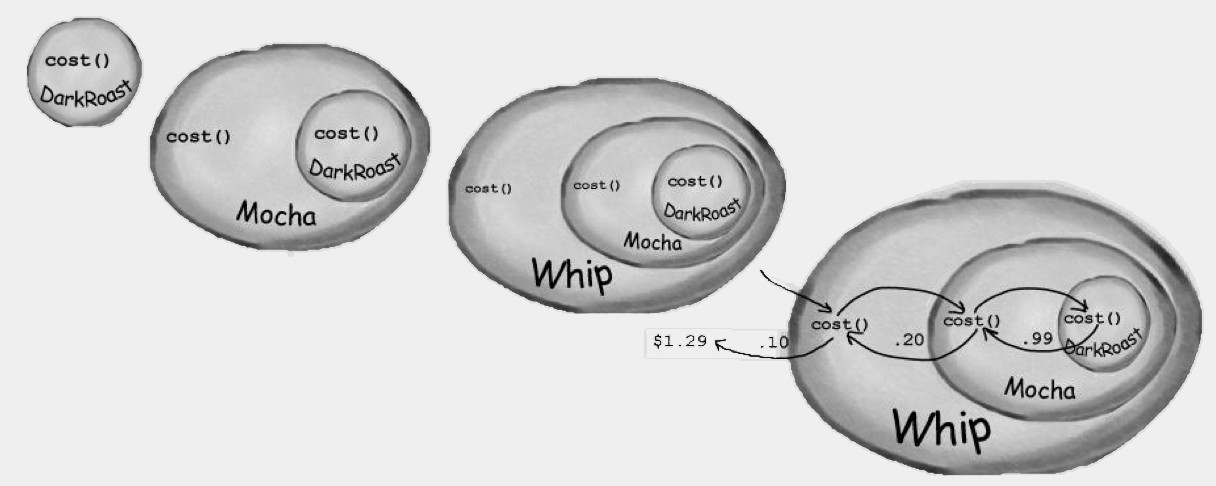 cost()
DarkRoast
cost()
cost()
DarkRoast
Mocha
cost()
cost()
cost()
DarkRoast
Mocha
Whip
cost()
cost()
cost()
$1.29
.10
.20
.99
DarkRoast
Mocha
Whip